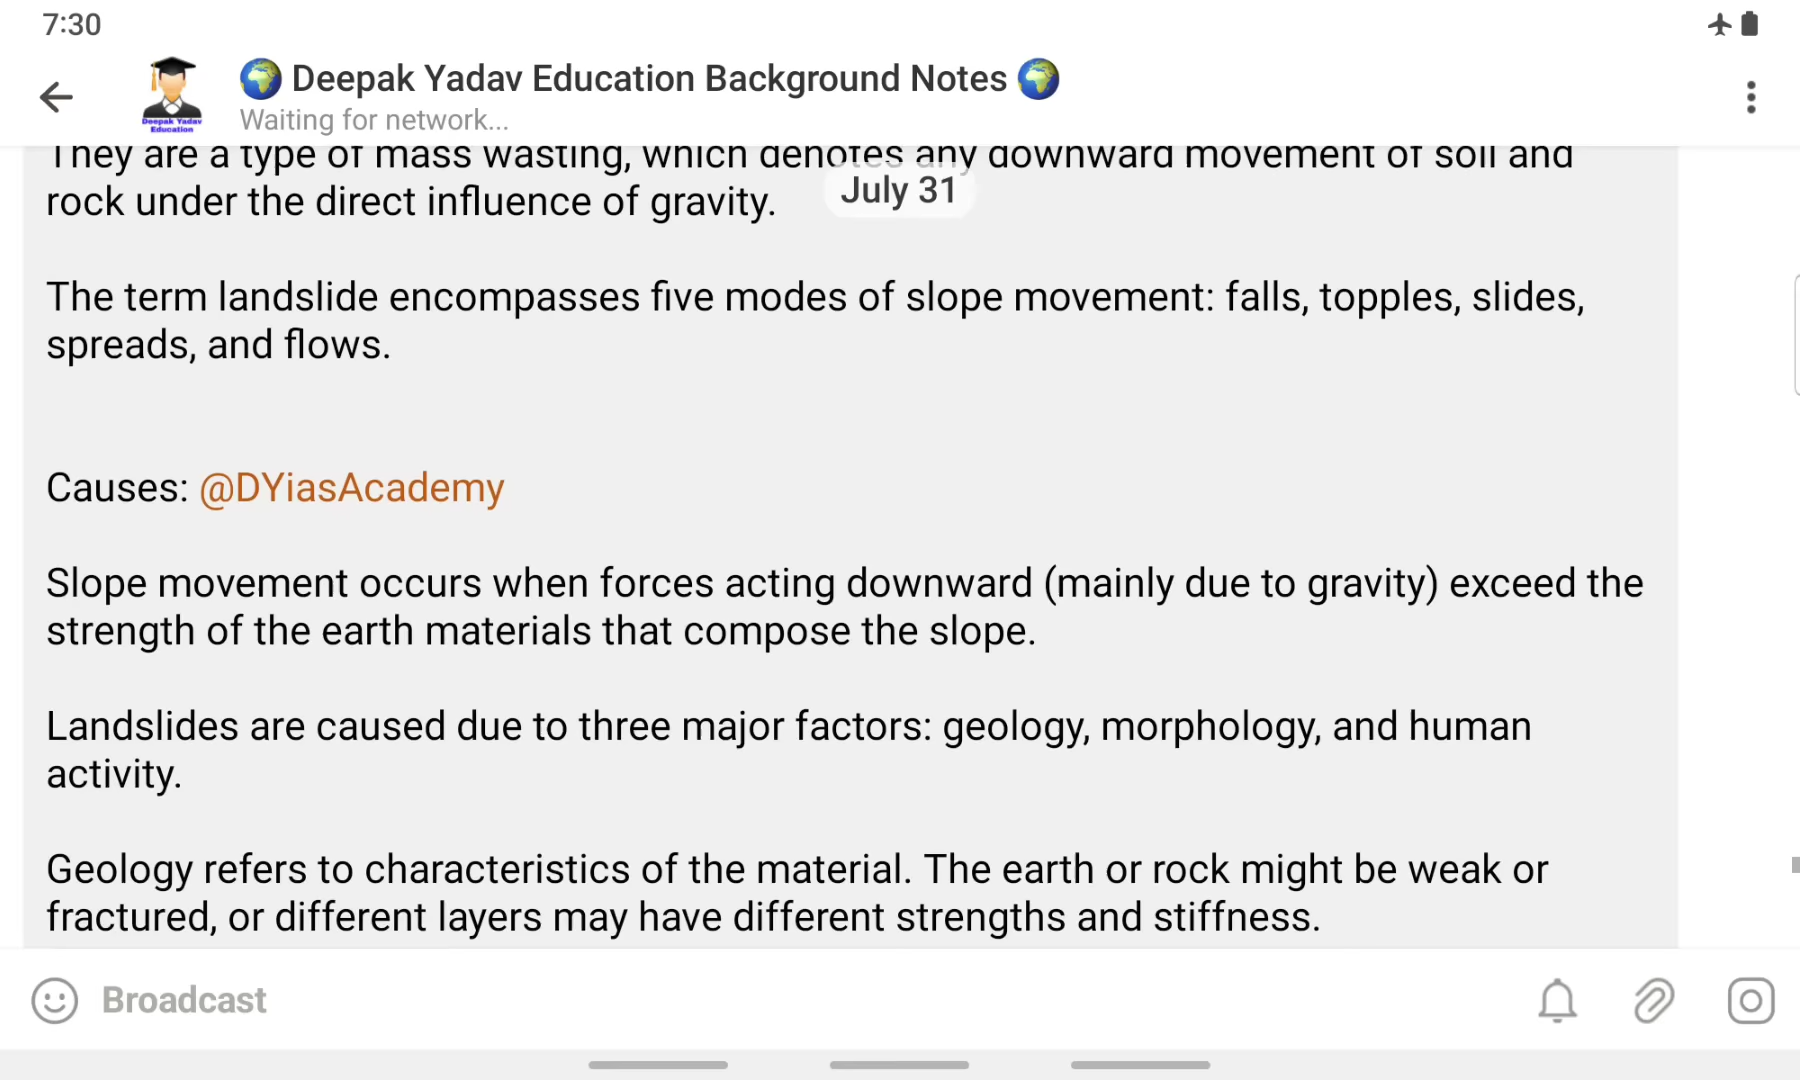 7:30
Deepak Yadav Education Background Notes
Deepak Yadav
Education
Waiting for network...
They are a type of mass wasting, which denotes any downward movement of soil and
rock under the direct influence of gravity.
July 31
The term landslide encompasses five modes of slope movement: falls, topples, slides,
spreads, and flows.
Causes: @DYiasAcademy
Slope movement occurs when forces acting downward (mainly due to gravity) exceed the
strength of the earth materials that compose the slope.
Landslides are caused due to three major factors: geology, morphology, and human
activity.
Geology refers to characteristics of the material. The earth or rock might be weak or
fractured, or different layers may have different strengths and stiffness.
Broadcast